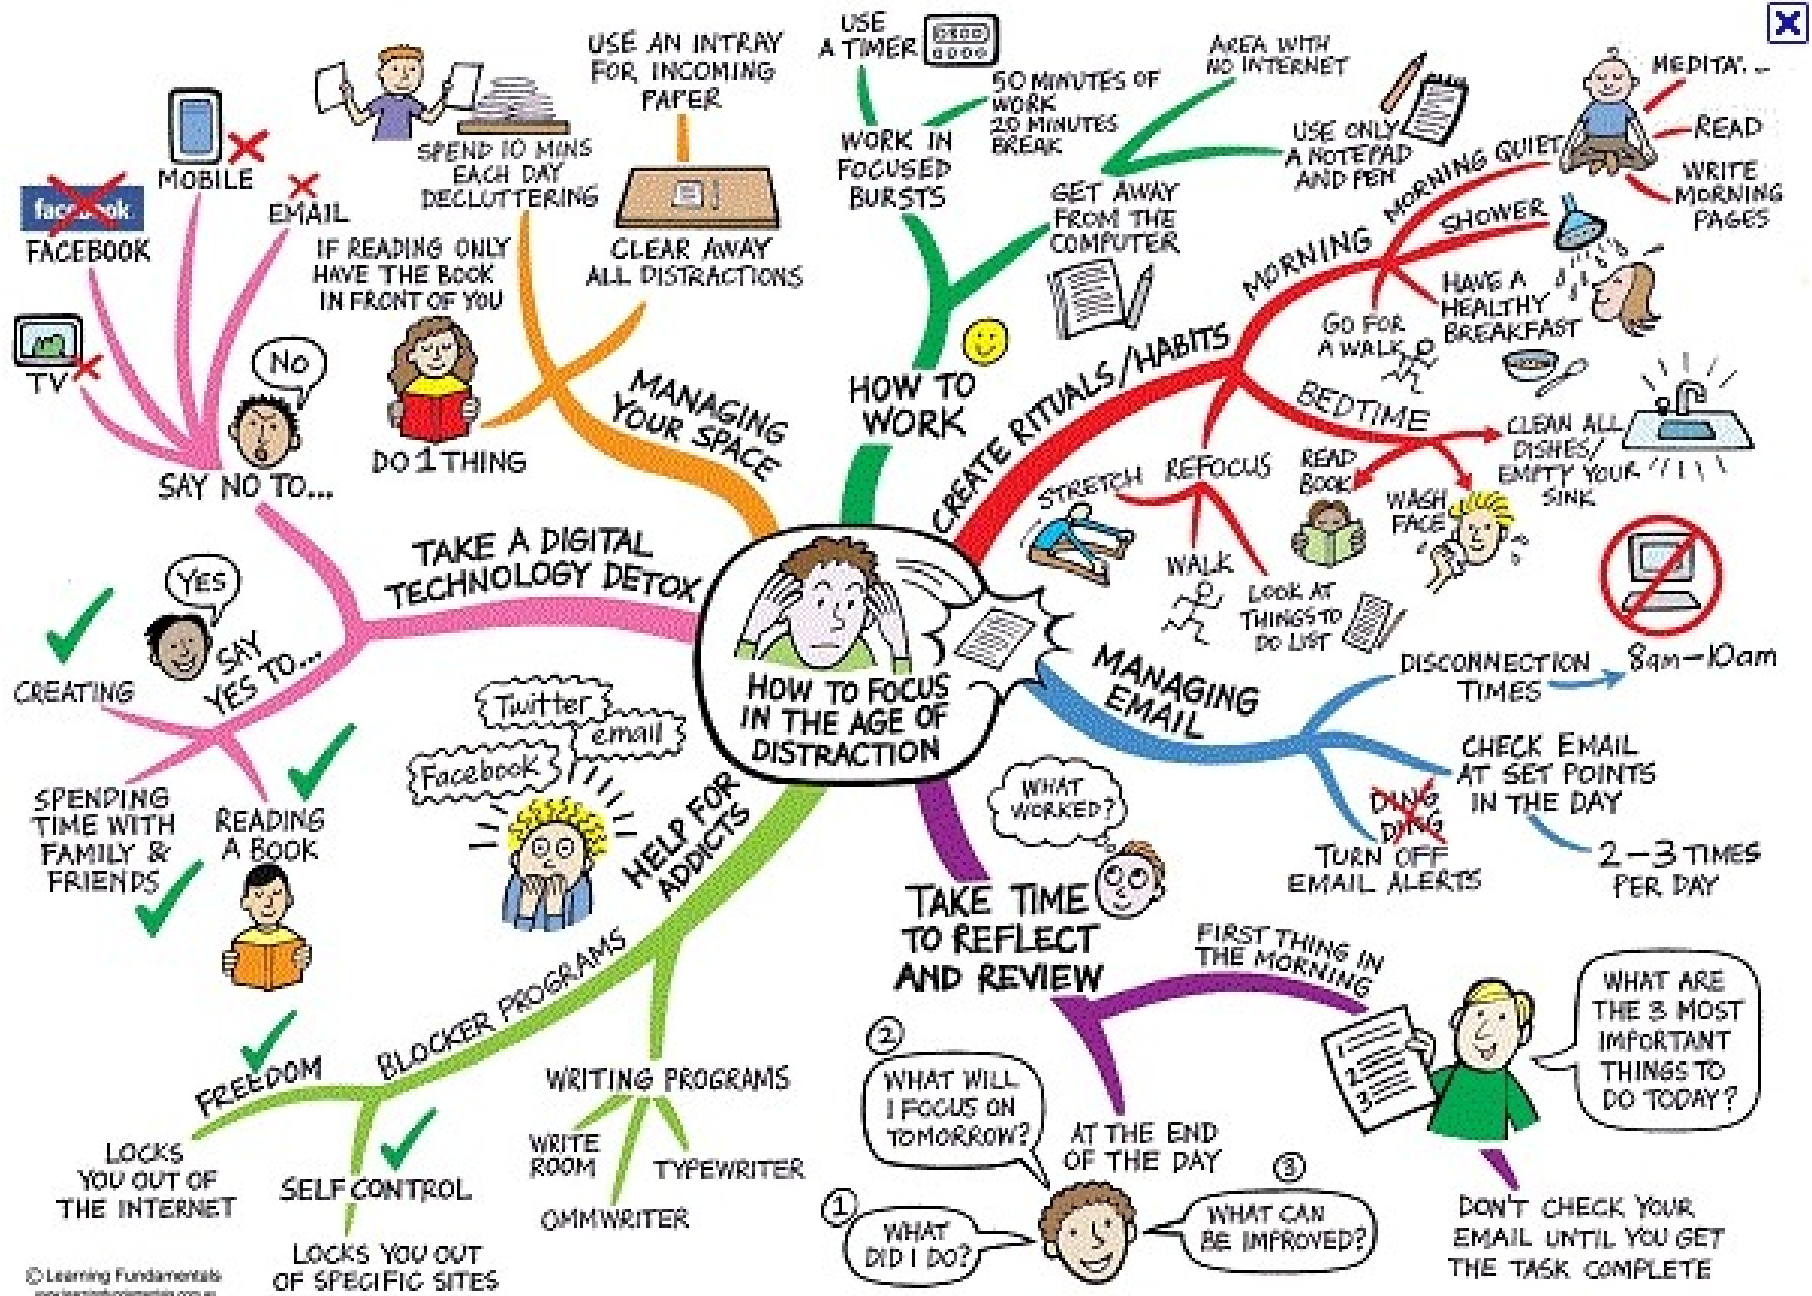 HOW TO FOCUS
IN THE AGE OF
DISTRACTION
TAKE A DIGITAL
TECHNOLOGY DETOX
SAY NO TO...
NO
facebook
FACEBOOK
MOBILE
EMAIL
TV
YES
SAY
YES TO...
CREATING
SPENDING
TIME WITH
FAMILY &
FRIENDS
READING
A BOOK
MANAGING
YOUR SPACE
SPEND 10 MINS
EACH DAY
DECLUTTERING
USE AN INTRAY
FOR INCOMING
PAPER
CLEAR AWAY
ALL DISTRACTIONS
IF READING ONLY
HAVE THE BOOK
IN FRONT OF YOU
DO 1 THING
HOW TO
WORK
WORK IN
FOCUSED
BURSTS
USE
A TIMER
50 MINUTES OF
WORK
20 MINUTES
BREAK
GET AWAY
FROM THE
COMPUTER
AREA WITH
NO INTERNET
USE ONLY
A NOTEPAD
AND PEN
CREATE RITUALS/HABITS
MORNING
MORNING QUIET
READ
WRITE
MORNING
PAGES
SHOWER
HAVE A
HEALTHY
BREAKFAST
GO FOR
A WALK
BEDTIME
CLEAN ALL
DISHES/
EMPTY YOUR
SINK
READ
BOOK
WASH
FACE
REFOCUS
STRETCH
WALK
LOOK AT
THINGS TO
DO LIST
MANAGING
EMAIL
DISCONNECTION
TIMES
8am-10am
CHECK EMAIL
AT SET POINTS
IN THE DAY
2-3 TIMES
PER DAY
DING
DING
TURN OFF
EMAIL ALERTS
TAKE TIME
TO REFLECT
AND REVIEW
WHAT
WORKED?
FIRST THING IN
THE MORNING
1
2
3
WHAT ARE
THE 3 MOST
IMPORTANT
THINGS TO
DO TODAY?
DON'T CHECK YOUR
EMAIL UNTIL YOU GET
THE TASK COMPLETE
AT THE END
OF THE DAY
1
WHAT
DID I DO?
2
WHAT WILL
I FOCUS ON
TOMORROW?
3
WHAT CAN
BE IMPROVED?
HELP FOR
ADDICTS
Twitter
email
Facebook
BLOCKER PROGRAMS
FREEDOM
LOCKS
YOU OUT OF
THE INTERNET
SELF CONTROL
LOCKS YOU OUT
OF SPECIFIC SITES
WRITING PROGRAMS
WRITE
ROOM
OMMWRITER
TYPEWRITER
© Learning Fundamentals